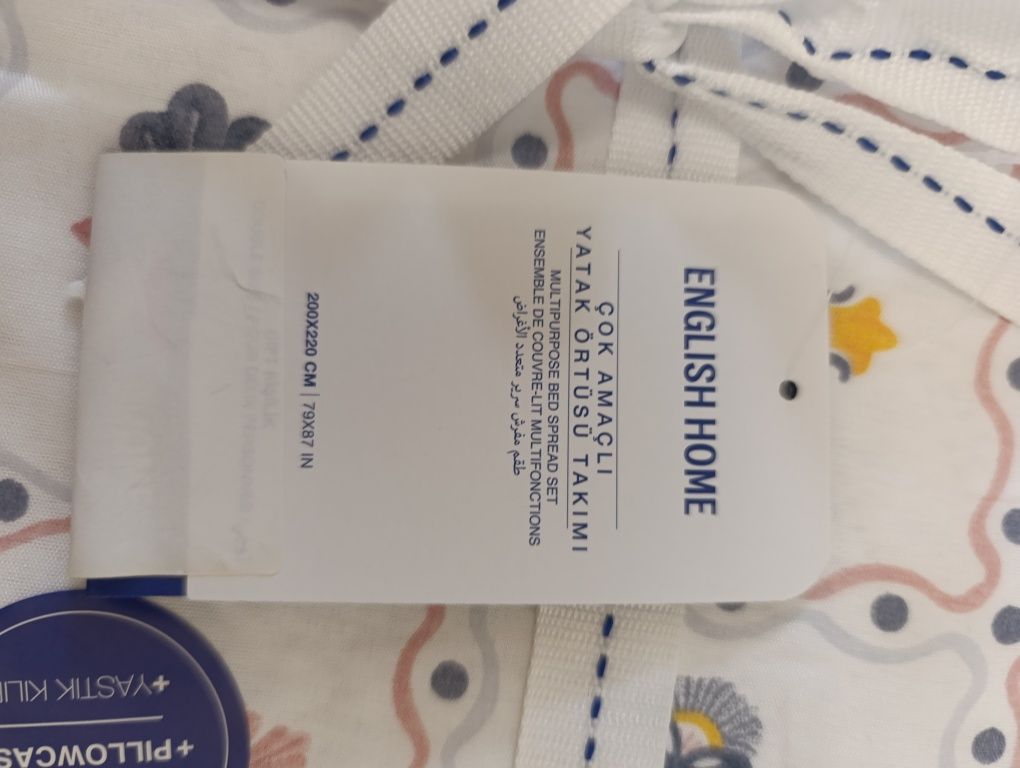 ENGLISH HOME
ÇOK AMAÇLI
YATAK ÖRTÜSÜ TAKIMI
MULTIPURPOSE BED SPREAD SET
ENSEMBLE DE COUVRE-LIT MULTIFONCTIONS
طقم مفرش سرير متعدد الأغراض
200X220 CM | 79X87 IN
+YASTIK KILI
+PILLOWCAS